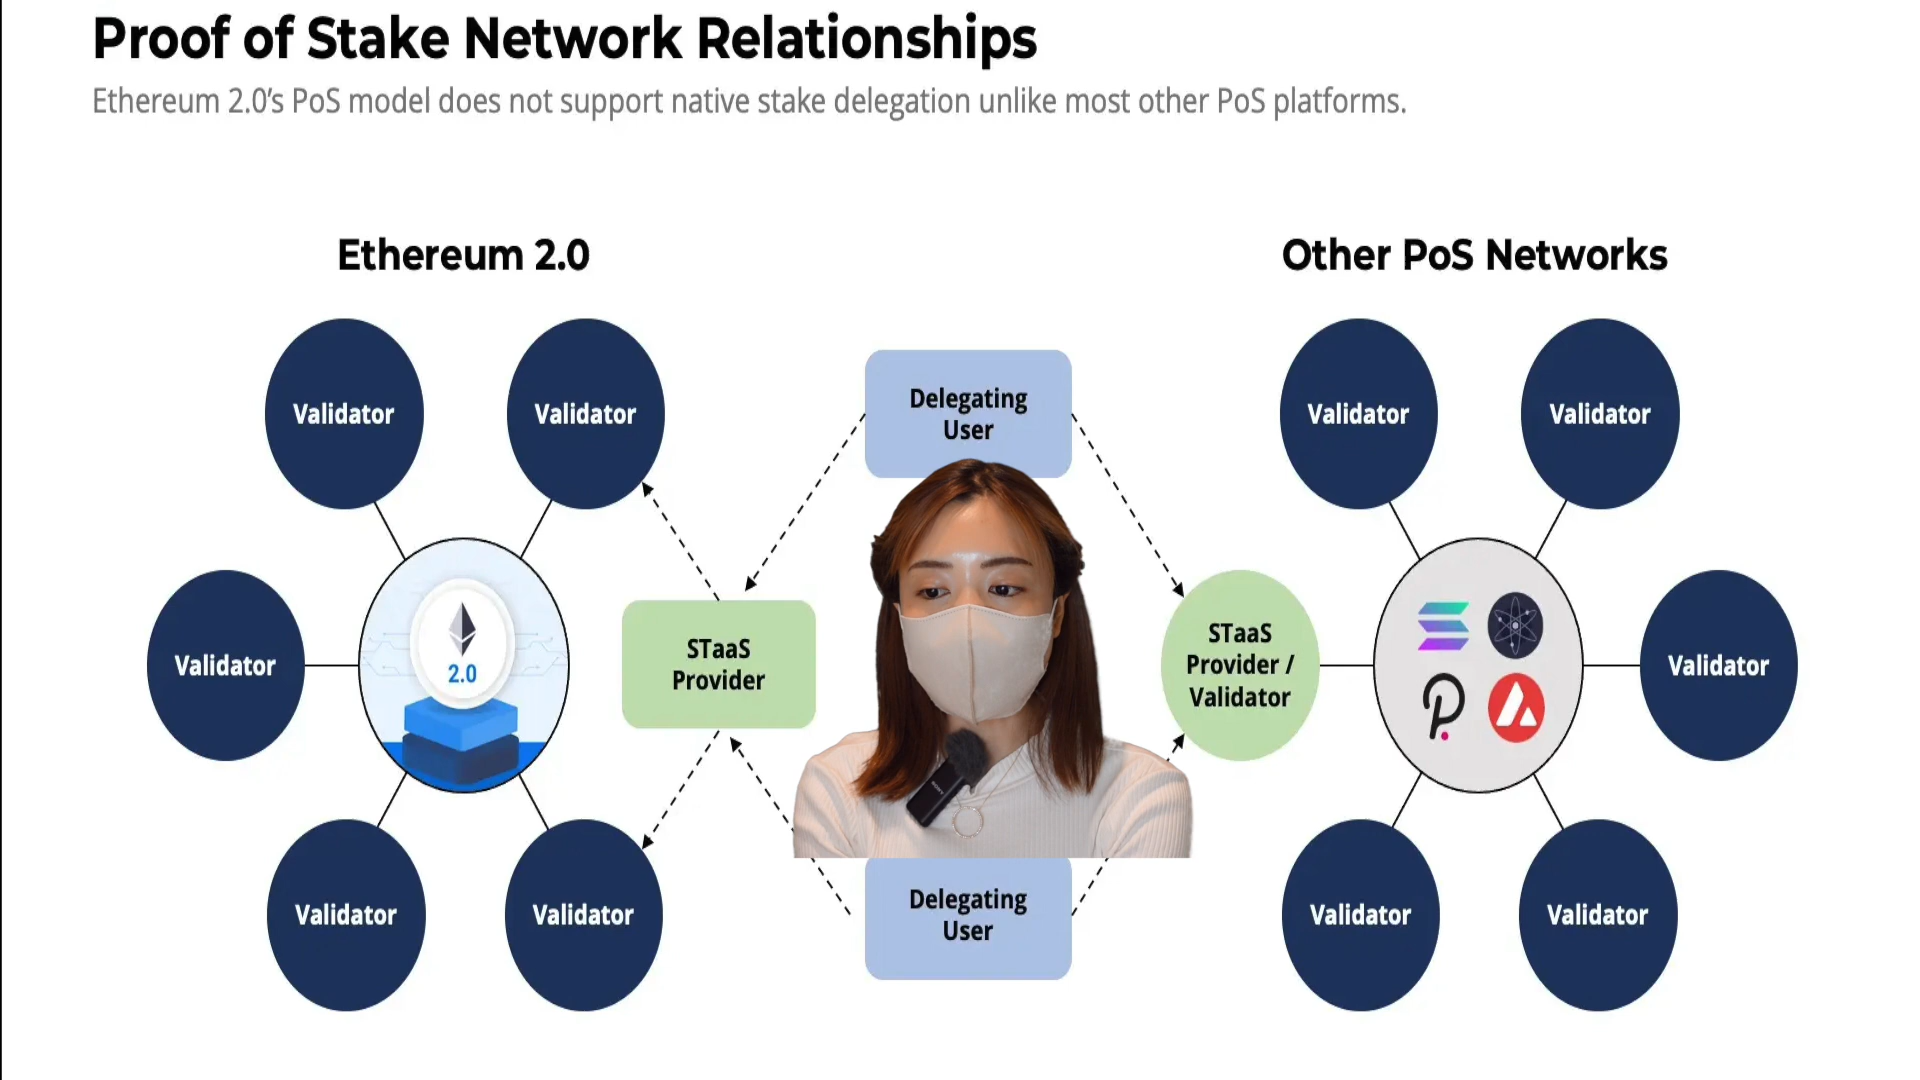 Proof of Stake Network Relationships
Ethereum 2.0's PoS model does not support native stake delegation unlike most other PoS platforms.
Ethereum 2.0
Other PoS Networks
Validator
Validator
Delegating
User
Validator
Validator
Validator
2.0
STaaS
Provider
STaaS
Provider /
Validator
Validator
Validator
Validator
Delegating
User
Validator
Validator